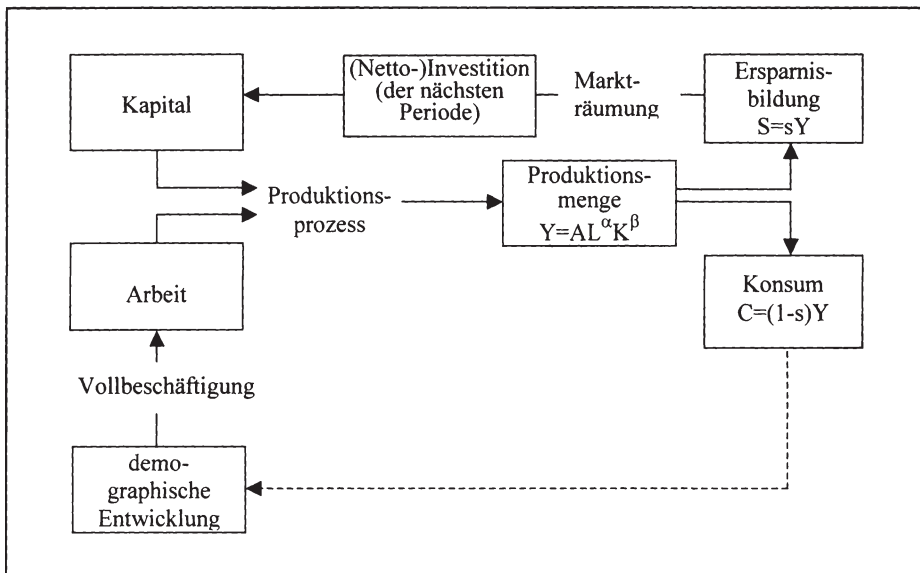 Kapital
(Netto-)Investition
(der nächsten
Periode)
Markt-
räumung
Ersparnis-
bildung
S=sY
Produktions-
prozess
Produktions-
menge
Y=AL^αK^β
Arbeit
Konsum
C=(1-s)Y
Vollbeschäftigung
demo-
graphische
Entwicklung